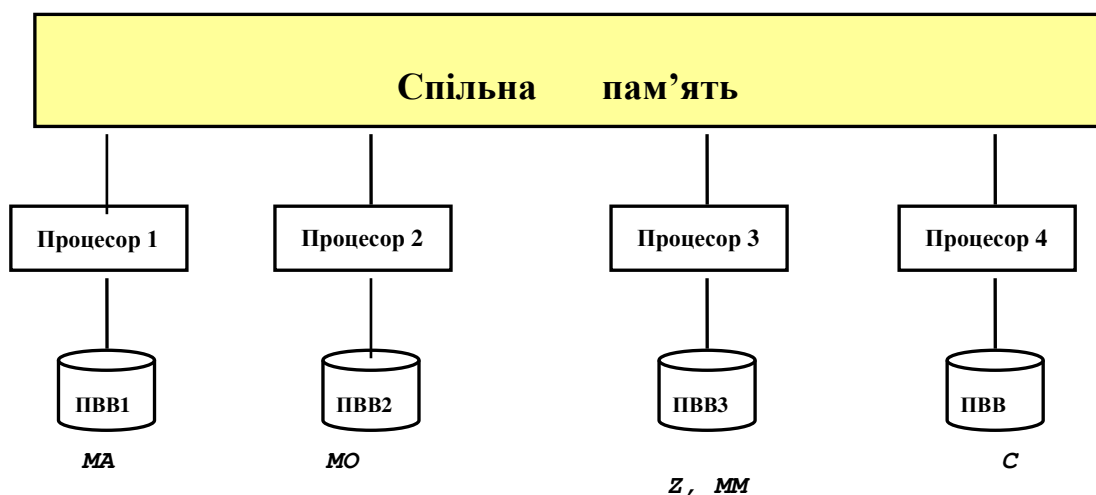 Спільна пам’ять
Процесор 1 Процесор 2 Процесор 3 Процесор 4
ПВВ1 ПВВ2 ПВВ3 ПВВ
MA MO C
Z, MM